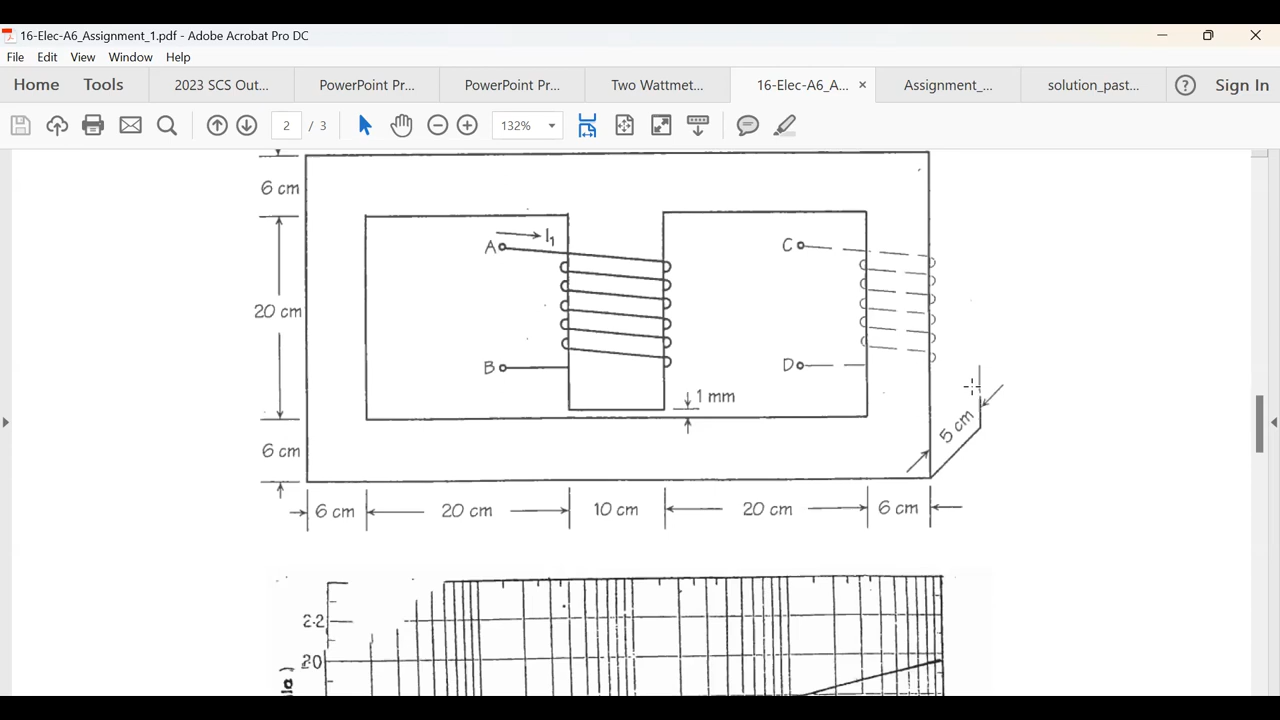 16-Elec-A6_Assignment_1.pdf - Adobe Acrobat Pro DC
File Edit View Window Help
Home Tools 2023 SCS Out... PowerPoint Pr... PowerPoint Pr... Two Wattmet... 16-Elec-A6_A... × Assignment_... solution_past... ? Sign In
2 / 3 132%
6 cm
A I1 C
20 cm
B D
1 mm
6 cm 5 cm
6 cm 20 cm 10 cm 20 cm 6 cm
2·2
20